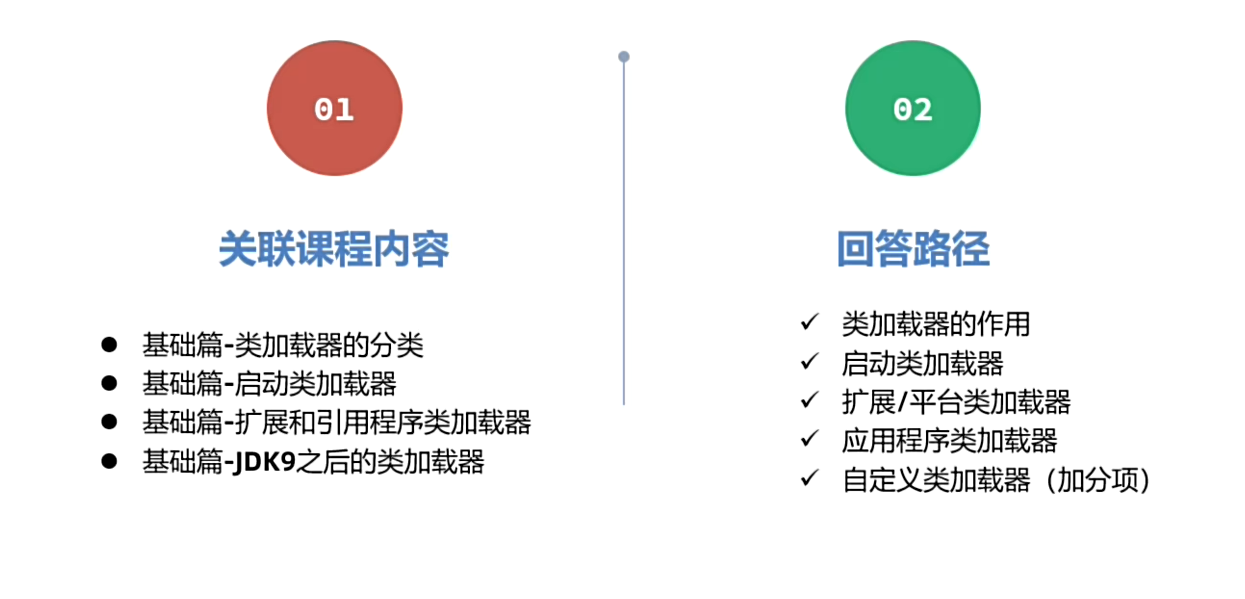 01
关联课程内容
基础篇-类加载器的分类
基础篇-启动类加载器
基础篇-扩展和引用程序类加载器
基础篇-JDK9之后的类加载器
02
回答路径
类加载器的作用
启动类加载器
扩展/平台类加载器
应用程序类加载器
自定义类加载器（加分项）